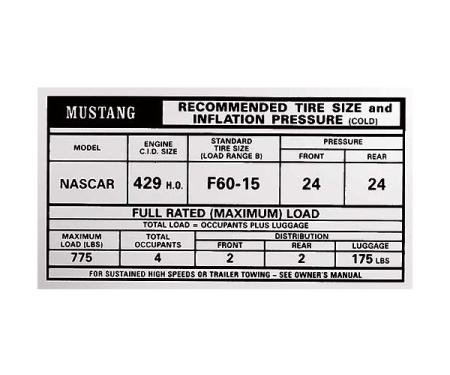 MUSTANG
RECOMMENDED TIRE SIZE and
INFLATION PRESSURE (COLD)
MODEL
ENGINE
C.I.D. SIZE
STANDARD
TIRE SIZE
(LOAD RANGE B)
PRESSURE
FRONT REAR
NASCAR 429 H.O. F60-15 24 24
FULL RATED (MAXIMUM) LOAD
TOTAL LOAD = OCCUPANTS PLUS LUGGAGE
MAXIMUM
LOAD (LBS)
TOTAL
OCCUPANTS
DISTRIBUTION
FRONT REAR LUGGAGE
775 4 2 2 175 LBS
FOR SUSTAINED HIGH SPEEDS OR TRAILER TOWING – SEE OWNER'S MANUAL